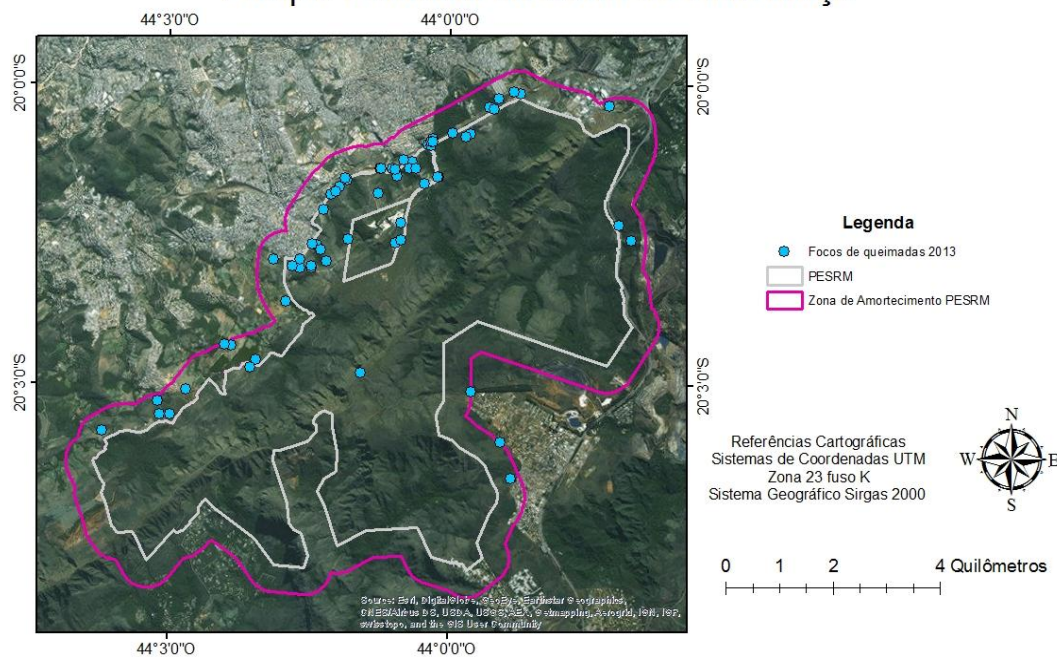 44°3'0"O 44°0'0"O
20°0'0"S 20°0'0"S
Legenda
Focos de queimadas 2013
PESRM
Zona de Amortecimento PESRM
20°3'0"S 20°3'0"S
Referências Cartográficas
Sistemas de Coordenadas UTM
Zona 23 fuso K
Sistema Geográfico Sirgas 2000
N
W E
S
0 1 2 4 Quilômetros
Source: Esri, DigitalGlobe, GeoEye, Earthstar Geographics,
CNES/Airbus DS, USDA, USGS, AEX, Getmapping, Aerogrid, IGN, IGP,
swisstopo, and the GIS User Community
44°3'0"O 44°0'0"O